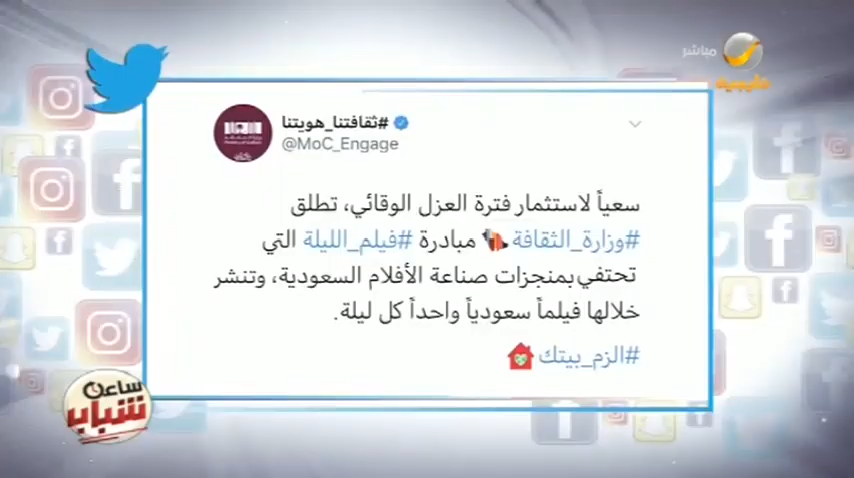 مباشر
خليجية
#ثقافتنا_هويتنا
@MoC_Engage
سعياً لاستثمار فترة العزل الوقائي، تطلق
#وزارة_الثقافة مبادرة #فيلم_الليلة التي
تحتفي بمنجزات صناعة الأفلام السعودية، وتنشر
خلالها فيلماً سعودياً واحداً كل ليلة.
#الزم_بيتك
ساعة
شباب